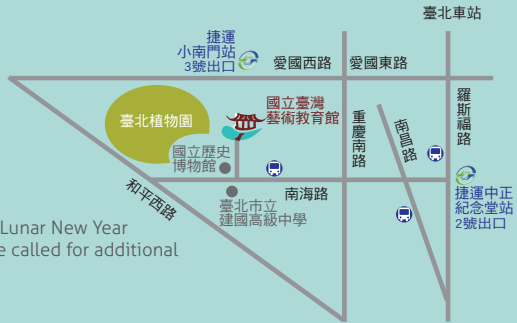 臺北車站
捷運
小南門站
3號出口
愛國西路
愛國東路
國立臺灣
藝術教育館
臺北植物園
重慶南路
南昌路
羅斯福路
國立歷史
博物館
和平西路
南海路
臺北市立
建國高級中學
捷運中正
紀念堂站
2號出口
Lunar New Year
e called for additional